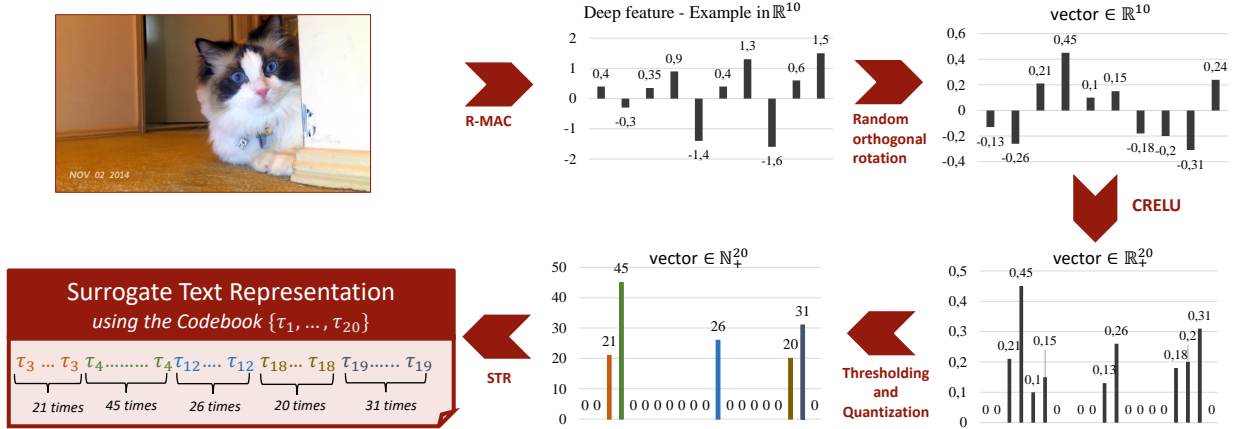 NOV 02 2014
R-MAC
Deep feature - Example in ℝ¹⁰
2
1
0
-1
-2
0,4
-0,3
0,35
0,9
-1,4
0,4
1,3
-1,6
0,6
1,5
Random
orthogonal
rotation
vector ∈ ℝ¹⁰
0,6
0,4
0,2
0
-0,2
-0,4
-0,13
-0,26
0,21
0,45
0,1
0,15
-0,18
-0,2
-0,31
0,24
CRELU
vector ∈ ℝ₊²⁰
0,5
0,4
0,3
0,2
0,1
0,0
0 0
0,21
0,45
0,1
0,15
0 0
0,13
0,26
0 0 0 0
0,18
0,2
0,31
0
Thresholding
and
Quantization
vector ∈ ℕ₊²⁰
50
40
30
20
10
0
0 0
21
45
0 0 0 0 0 0 0
26
0 0 0 0 0
20
31
0
STR
Surrogate Text Representation
using the Codebook {τ₁, … , τ₂₀}
τ₃ … τ₃ τ₄......... τ₄ τ₁₂.... τ₁₂ τ₁₈... τ₁₈ τ₁₉...... τ₁₉
21 times 45 times 26 times 20 times 31 times